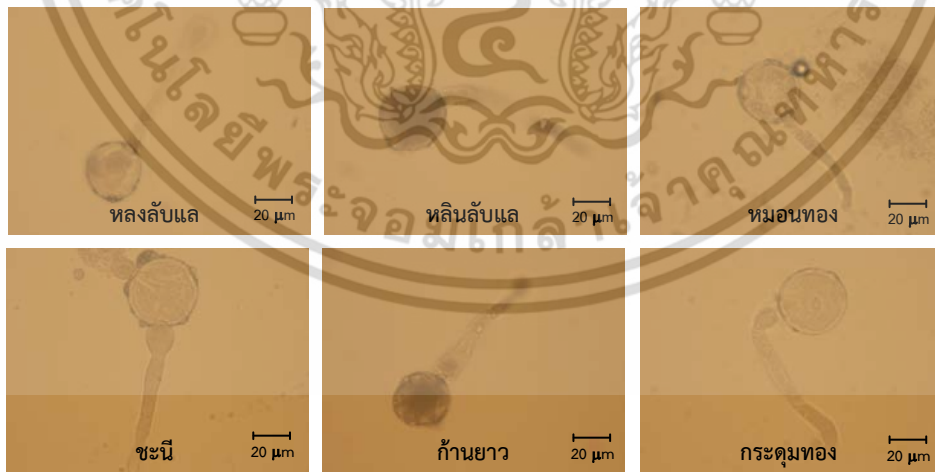 หลงลับแล
20 µm
หลินลับแล
20 µm
หมอนทอง
20 µm
ชะนี
20 µm
ก้านยาว
20 µm
กระดุมทอง
20 µm